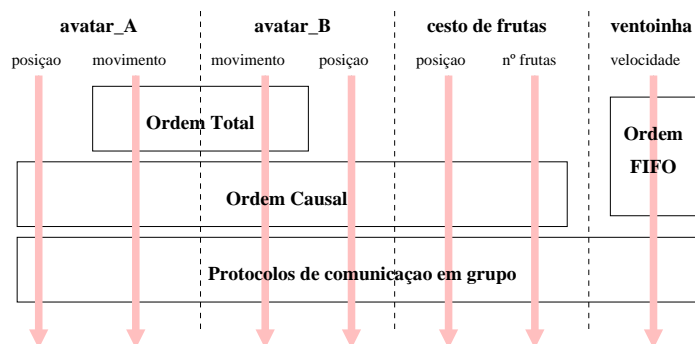 avatar_A avatar_B cesto de frutas ventoinha
posiçao movimento movimento posiçao posiçao nº frutas velocidade
Ordem Total
Ordem
FIFO
Ordem Causal
Protocolos de comunicaçao em grupo